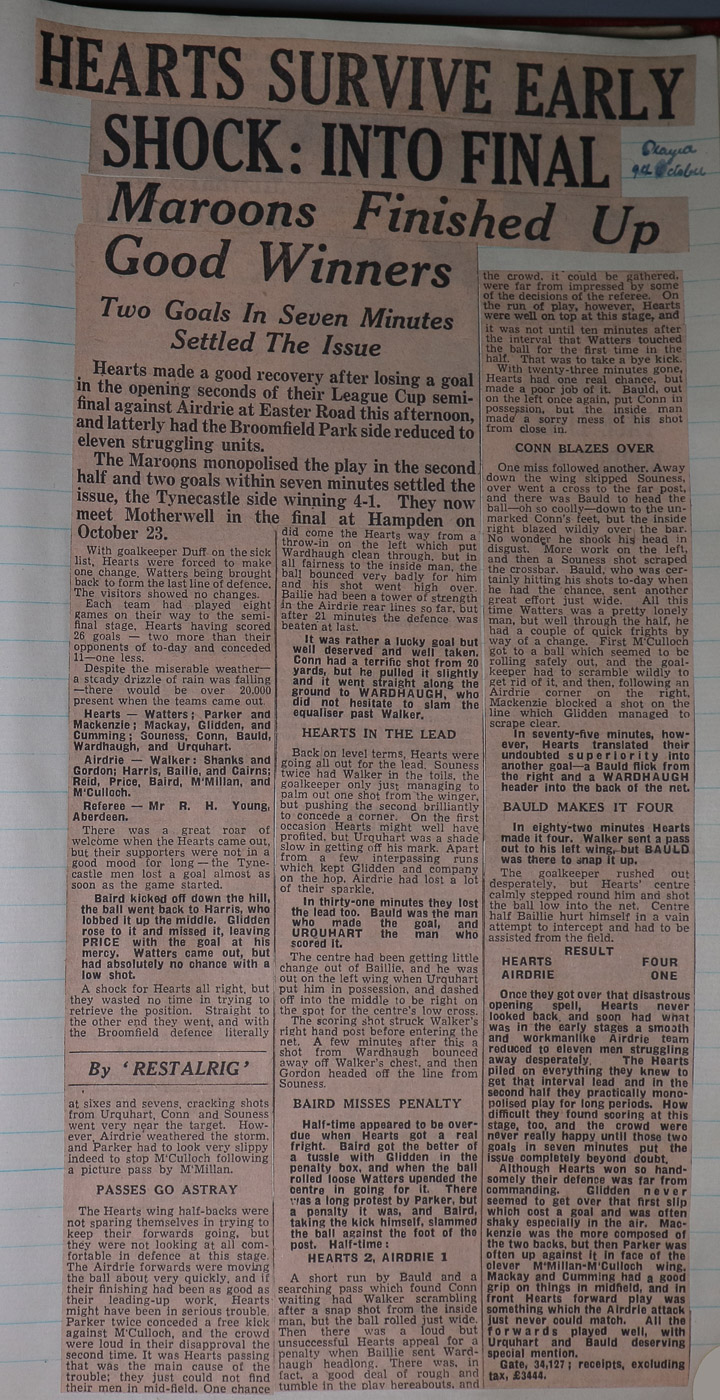 HEARTS SURVIVE EARLY
SHOCK: INTO FINAL
9th October
Maroons Finished Up
Good Winners
Two Goals In Seven Minutes
Settled The Issue
Hearts made a good recovery after losing a goal
in the opening seconds of their League Cup semi-
final against Airdrie at Easter Road this afternoon,
and latterly had the Broomfield Park side reduced to
eleven struggling units.
The Maroons monopolised the play in the second
half and two goals within seven minutes settled the
issue, the Tynecastle side winning 4-1. They now
meet Motherwell in the final at Hampden on
October 23.
With goalkeeper Duff on the sick
list, Hearts were forced to make
one change, Watters being brought
back to form the last line of defence.
The visitors showed no changes.
Each team had played eight
games on their way to the semi-
final stage, Hearts having scored
26 goals — two more than their
opponents of to-day and conceded
11—one less.
Despite the miserable weather—
a steady drizzle of rain was falling
—there would be over 20,000
present when the teams came out
Hearts — Watters; Parker and
Mackenzie; Mackay, Glidden, and
Cumming; Souness, Conn, Bauld,
Wardhaugh, and Urquhart.
Airdrie — Walker: Shanks and
Gordon; Harris, Baillie, and Cairns;
Reid, Price, Baird, M'Millan, and
M'Culloch.
Referee — Mr R. H. Young,
Aberdeen.
There was a great roar of
welcome when the Hearts came out,
but their supporters were not in a
good mood for long — the Tyne-
castle men lost a goal almost as
soon as the game started.
Baird kicked off down the hill,
the ball went back to Harris, who
lobbed it up the middle. Glidden
rose to it and missed it, leaving
PRICE with the goal at his
mercy. Watters came out, but
had absolutely no chance with a
low shot.
A shock for Hearts all right, but
they wasted no time in trying to
retrieve the position. Straight to
the other end they went, and with
the Broomfield defence literally
By 'RESTALRIG'
at sixes and sevens, cracking shots
from Urquhart, Conn and Souness
went very near the target. How-
ever, Airdrie weathered the storm,
and Parker had to look very slippy
indeed to stop M'Culloch following
a picture pass by M'Millan.
PASSES GO ASTRAY
The Hearts wing half-backs were
not sparing themselves in trying to
keep their forwards going, but
they were not looking at all com-
fortable in defence at this stage.
The Airdrie forwards were moving
the ball about very quickly, and if
their finishing had been as good as
their leading-up work, Hearts
might have been in serious trouble.
Parker twice conceded a free kick
against M'Culloch, and the crowd
were loud in their disapproval the
second time. It was Hearts passing
that was the main cause of the
trouble; they just could not find
their men in mid-field. One chance
did come the Hearts way from a
throw-in on the left which put
Wardhaugh clean through, but in
all fairness to the inside man, the
ball bounced very badly for him
and his shot went high over.
Bailie had been a tower of strength
in the Airdrie rear lines so far, but
after 21 minutes the defence was
beaten at last.
It was rather a lucky goal but
well deserved and well taken.
Conn had a terrific shot from 20
yards, but he pulled it slightly
and it went straight along the
ground to WARDHAUGH, who
did not hesitate to slam the
equaliser past Walker.
HEARTS IN THE LEAD
Back on level terms, Hearts were
going all out for the lead. Souness
twice had Walker in the toils, the
goalkeeper only just managing to
palm out one shot from the winger,
but pushing the second brilliantly
to concede a corner. On the first
occasion Hearts might well have
profited, but Urquhart was a shade
slow in getting off his mark. Apart
from a few interpassing runs
which kept Glidden and company
on the hop, Airdrie had lost a lot
of their sparkle.
In thirty-one minutes they lost
the lead too. Bauld was the man
who made the goal, and
URQUHART the man who
scored it.
The centre had been getting little
change out of Baillie, and he was
out on the left wing when Urquhart
put him in possession, and dashed
off into the middle to be right on
the spot for the centre's low cross.
The scoring shot struck Walker's
right hand post before entering the
net. A few minutes after this a
shot from Wardhaugh bounced
away off Walker's chest, and then
Gordon headed off the line from
Souness.
BAIRD MISSES PENALTY
Half-time appeared to be over-
due when Hearts got a real
fright. Baird got the better of
a tussle with Glidden in the
penalty box, and when the ball
rolled loose Watters upended the
centre in going for it. There
was a long protest by Parker, but
a penalty it was, and Baird,
taking the kick himself, slammed
the ball against the foot of the
post. Half-time:
HEARTS 2, AIRDRIE 1
A short run by Bauld and a
searching pass which found Conn
waiting had Walker scrambling
after a snap shot from the inside
man, but the ball rolled just wide.
Then there was a loud but
unsuccessful Hearts appeal for a
penalty when Baillie sent Ward-
haugh headlong. There was, in
fact, a good deal of rough and
tumble in the play hereabouts, and
the crowd, it could be gathered,
were far from impressed by some
of the decisions of the referee. On
the run of play, however, Hearts
were well on top at this stage, and
it was not until ten minutes after
the interval that Watters touched
the ball for the first time in the
half. That was to take a bye kick.
With twenty-three minutes gone,
Hearts had one real chance, but
made a poor job of it. Bauld, out
on the left once again, put Conn in
possession, but the inside man
made a sorry mess of his shot
from close in.
CONN BLAZES OVER
One miss followed another. Away
down the wing skipped Souness,
over went a cross to the far post,
and there was Bauld to head the
ball—oh so coolly—down to the un-
marked Conn's feet, but the inside
right blazed wildly over the bar.
No wonder he shook his head in
disgust. More work on the left,
and then a Souness shot scraped
the crossbar. Bauld, who was cer-
tainly hitting his shots to-day when
he had the chance, sent another
great effort just wide. All this
time Watters was a pretty lonely
man, but well through the half, he
had a couple of quick frights by
way of a change. First M'Culloch
got to a ball which seemed to be
rolling safely out, and the goal-
keeper had to scramble wildly to
get rid of it, and then, following an
Airdrie corner on the right,
Mackenzie blocked a shot on the
line which Glidden managed to
scrape clear.
In seventy-five minutes, how-
ever, Hearts translated their
undoubted superiority into
another goal—a Bauld flick from
the right and a WARDHAUGH
header into the back of the net.
BAULD MAKES IT FOUR
In eighty-two minutes Hearts
made it four. Walker sent a pass
out to his left wing, but BAULD
was there to snap it up.
The goalkeeper rushed out
desperately, but Hearts' centre
calmly stepped round him and shot
the ball low into the net. Centre
half Baillie hurt himself in a vain
attempt to intercept and had to be
assisted from the field.
RESULT
HEARTS FOUR
AIRDRIE ONE
Once they got over that disastrous
opening spell, Hearts never
looked back and soon had what
was in the early stages a smooth
and workmanlike Airdrie team
reduced to eleven men struggling
away desperately. The Hearts
piled on everything they knew to
get that interval lead and in the
second half they practically mono-
polised play for long periods. How
difficult they found scoring at this
stage, too, and the crowd were
never really happy until those two
goals in seven minutes put the
issue completely beyond doubt.
Although Hearts won so hand-
somely their defence was far from
commanding. Glidden never
seemed to get over that first slip
which cost a goal and was often
shaky especially in the air. Mac-
kenzie was the more composed of
the two backs, but then Parker was
often up against it in face of the
clever M'Millan-M'Culloch wing.
Mackay and Cumming had a good
grip on things in midfield, and in
front Hearts forward play was
something which the Airdrie attack
just never could match. All the
forwards played well, with
Urquhart and Bauld deserving
special mention.
Gate, 34,127; receipts, excluding
tax, £3444.